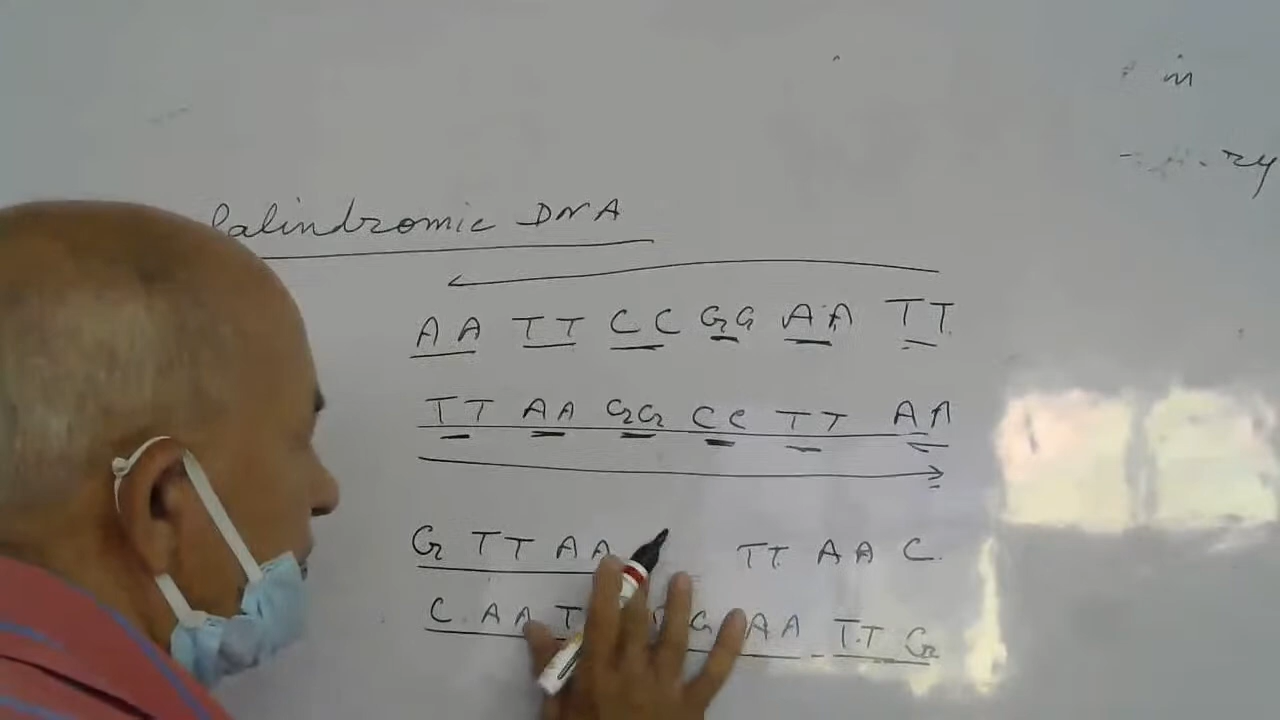 Palindromic DNA
AA TT CC GG AA TT
TT AA GG CC TT AA
G TT AA TT AA C.
C. AA T G AA TT G
in